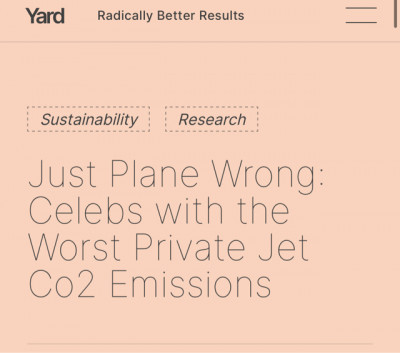 Yard Radically Better Results
Sustainability Research
Just Plane Wrong:
Celebs with the
Worst Private Jet
Co2 Emissions